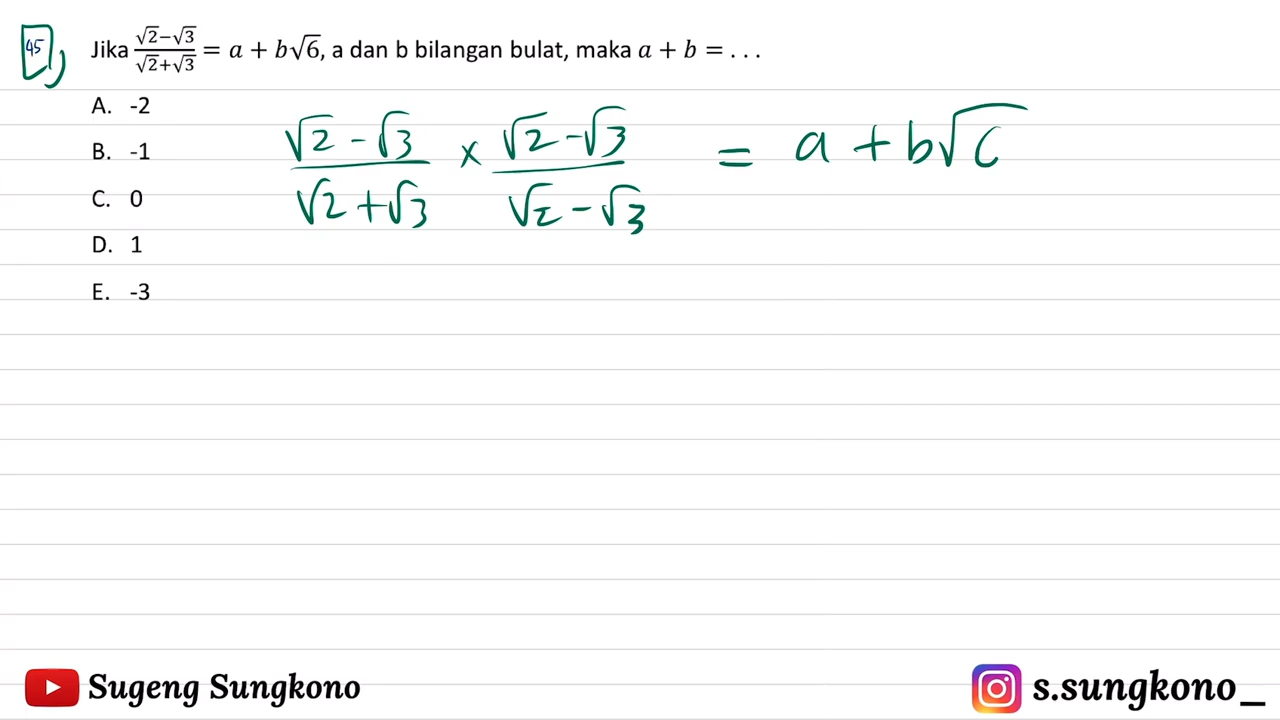 45) Jika (√2−√3)/(√2+√3) = a + b√6, a dan b bilangan bulat, maka a + b = . . .
A. -2
B. -1
C. 0
D. 1
E. -3
(√2 - √3)/(√2 + √3) × (√2 - √3)/(√2 - √3) = a + b√6
Sugeng Sungkono
s.sungkono_